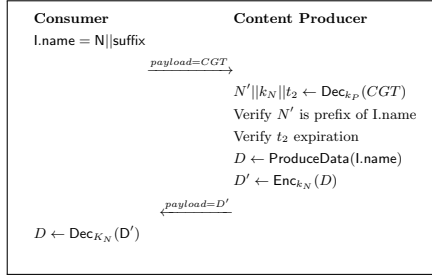 Consumer Content Producer
I.name = N||suffix
payload=CGT
N′||k_N||t_2 ← Dec_{k_P}(CGT)
Verify N′ is prefix of I.name
Verify t_2 expiration
D ← ProduceData(I.name)
D′ ← Enc_{k_N}(D)
payload=D′
D ← Dec_{K_N}(D′)